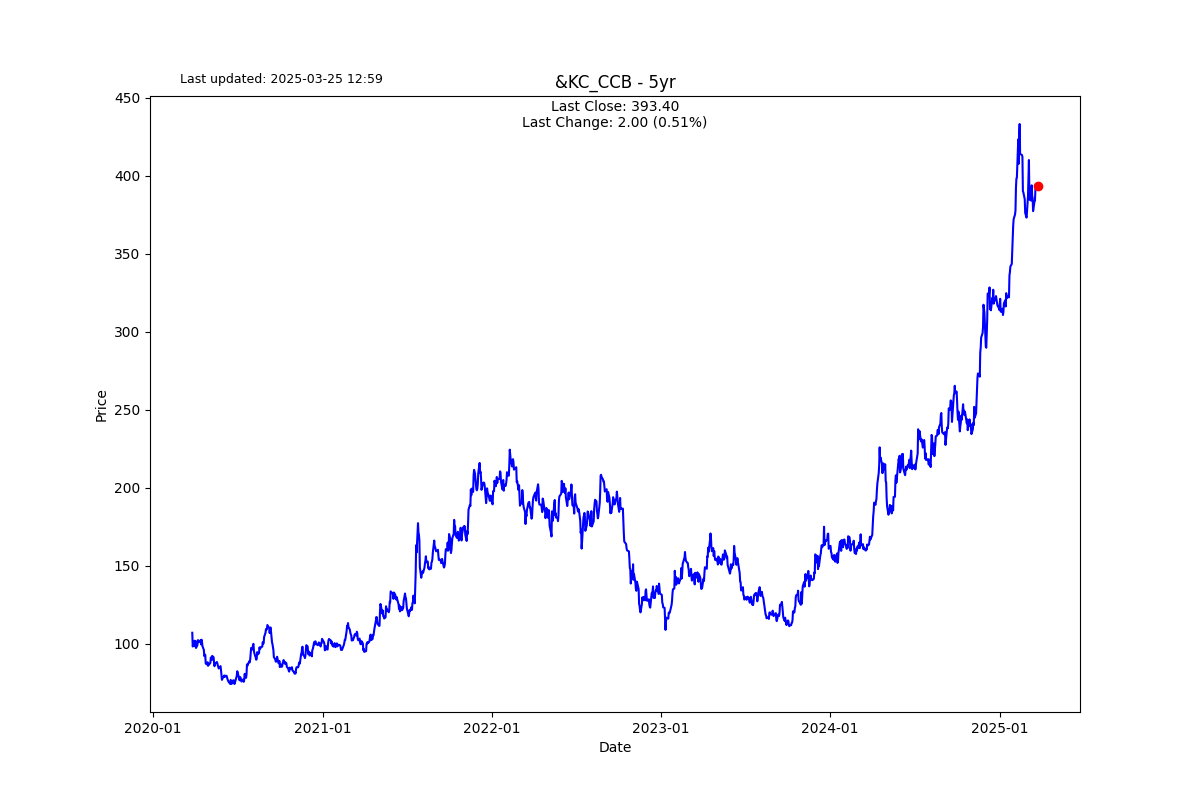 Last updated: 2025-03-25 12:59
&KC_CCB - 5yr
Last Close: 393.40
Last Change: 2.00 (0.51%)
450
400
350
300
250
200
150
100
Price
2020-01
2021-01
2022-01
2023-01
2024-01
2025-01
Date